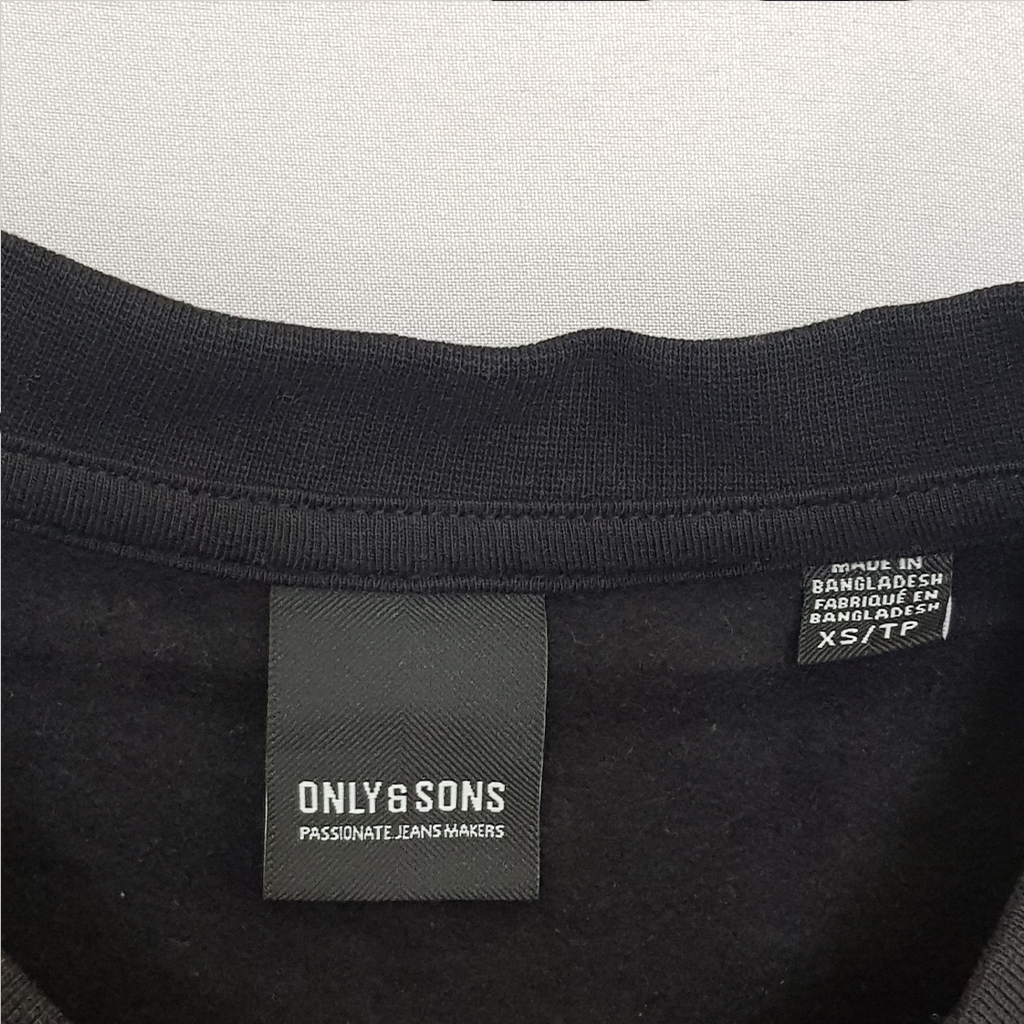 MADE IN
BANGLADESH
FABRIQUÉ EN
BANGLADESH
XS/TP
ONLY & SONS
PASSIONATE JEANS MAKERS